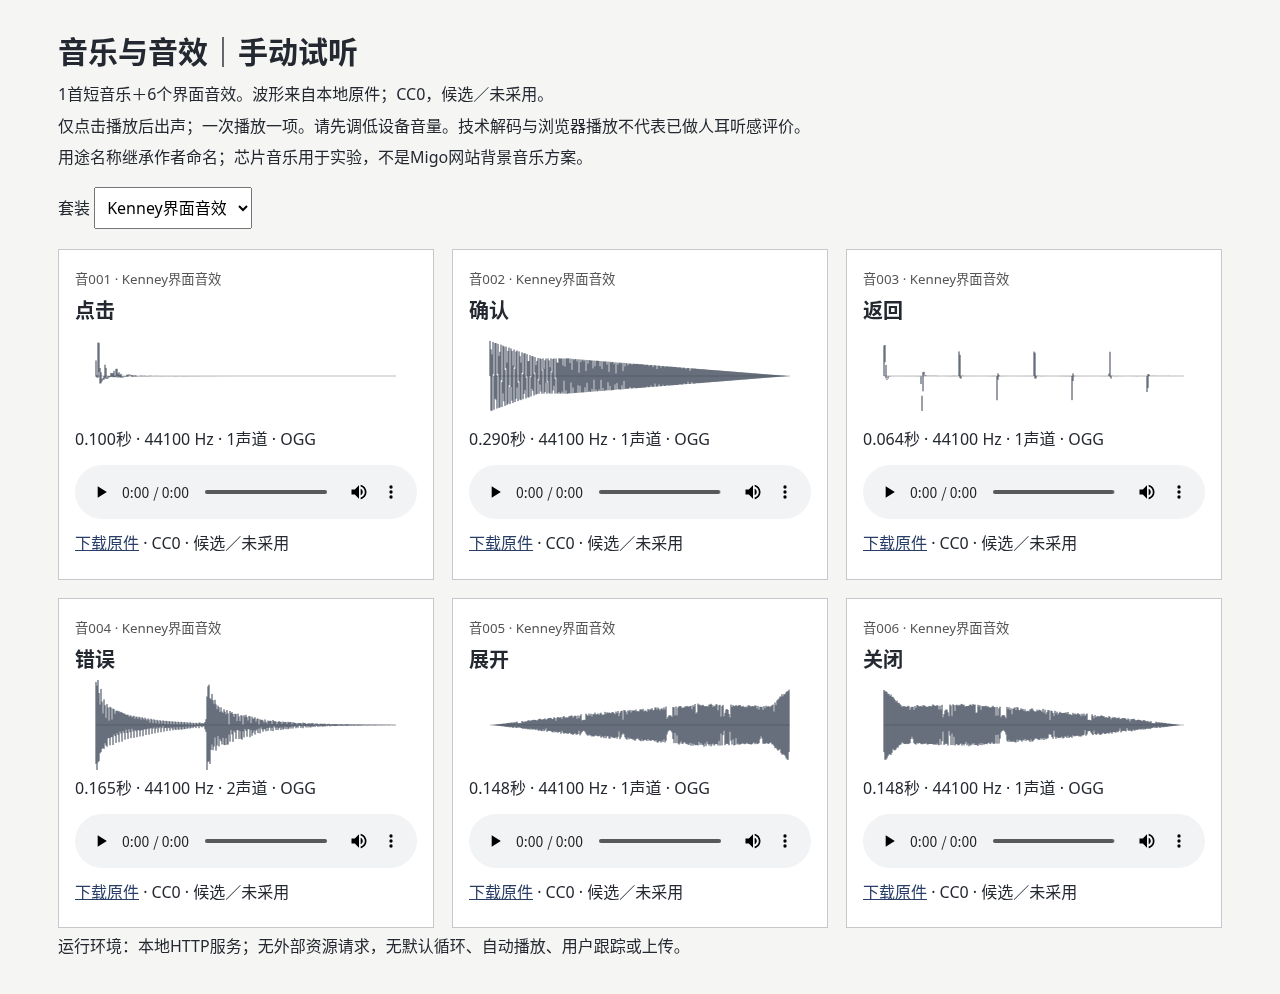 音乐与音效｜手动试听
1首短音乐＋6个界面音效。波形来自本地原件；CC0，候选／未采用。
仅点击播放后出声；一次播放一项。请先调低设备音量。技术解码与浏览器播放不代表已做人耳听感评价。
用途名称继承作者命名；芯片音乐用于实验，不是Migo网站背景音乐方案。
套装 Kenney界面音效
音001 · Kenney界面音效
点击
0.100秒 · 44100 Hz · 1声道 · OGG
0:00 / 0:00
下载原件 · CC0 · 候选／未采用
音002 · Kenney界面音效
确认
0.290秒 · 44100 Hz · 1声道 · OGG
0:00 / 0:00
下载原件 · CC0 · 候选／未采用
音003 · Kenney界面音效
返回
0.064秒 · 44100 Hz · 1声道 · OGG
0:00 / 0:00
下载原件 · CC0 · 候选／未采用
音004 · Kenney界面音效
错误
0.165秒 · 44100 Hz · 2声道 · OGG
0:00 / 0:00
下载原件 · CC0 · 候选／未采用
音005 · Kenney界面音效
展开
0.148秒 · 44100 Hz · 1声道 · OGG
0:00 / 0:00
下载原件 · CC0 · 候选／未采用
音006 · Kenney界面音效
关闭
0.148秒 · 44100 Hz · 1声道 · OGG
0:00 / 0:00
下载原件 · CC0 · 候选／未采用
运行环境：本地HTTP服务；无外部资源请求，无默认循环、自动播放、用户跟踪或上传。